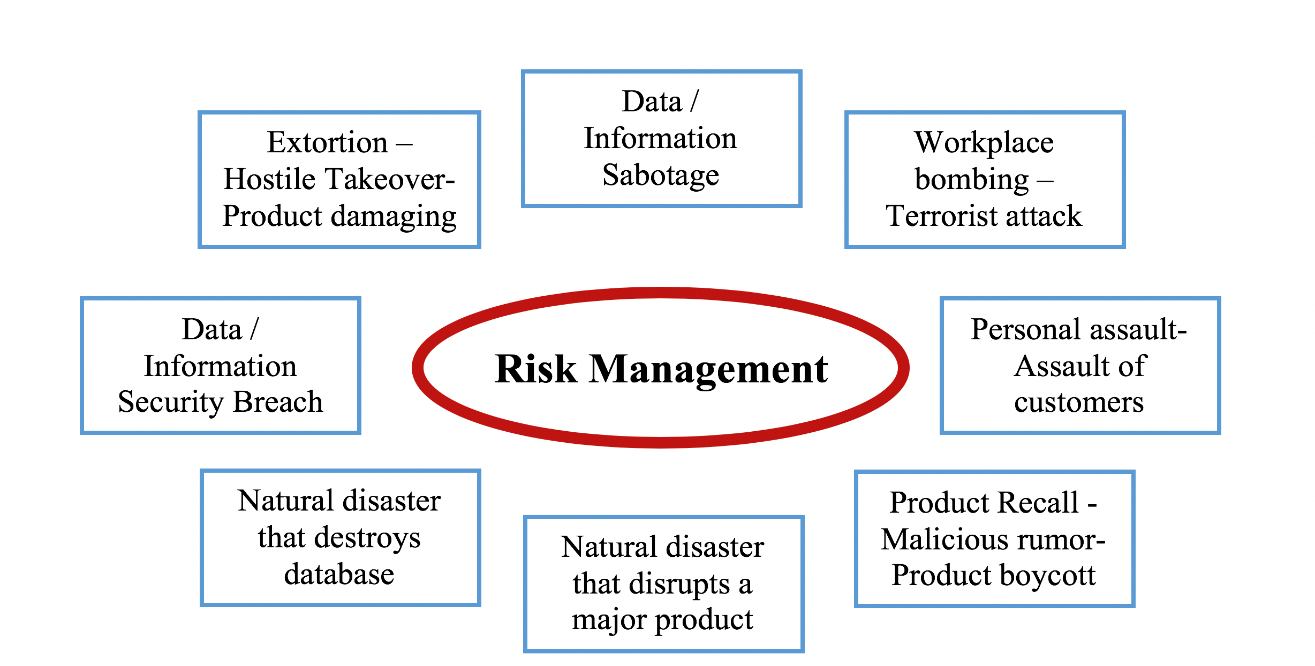 Data /
Information
Sabotage
Extortion –
Hostile Takeover-
Product damaging
Workplace
bombing –
Terrorist attack
Data /
Information
Security Breach
Risk Management
Personal assault-
Assault of
customers
Natural disaster
that destroys
database
Natural disaster
that disrupts a
major product
Product Recall -
Malicious rumor-
Product boycott